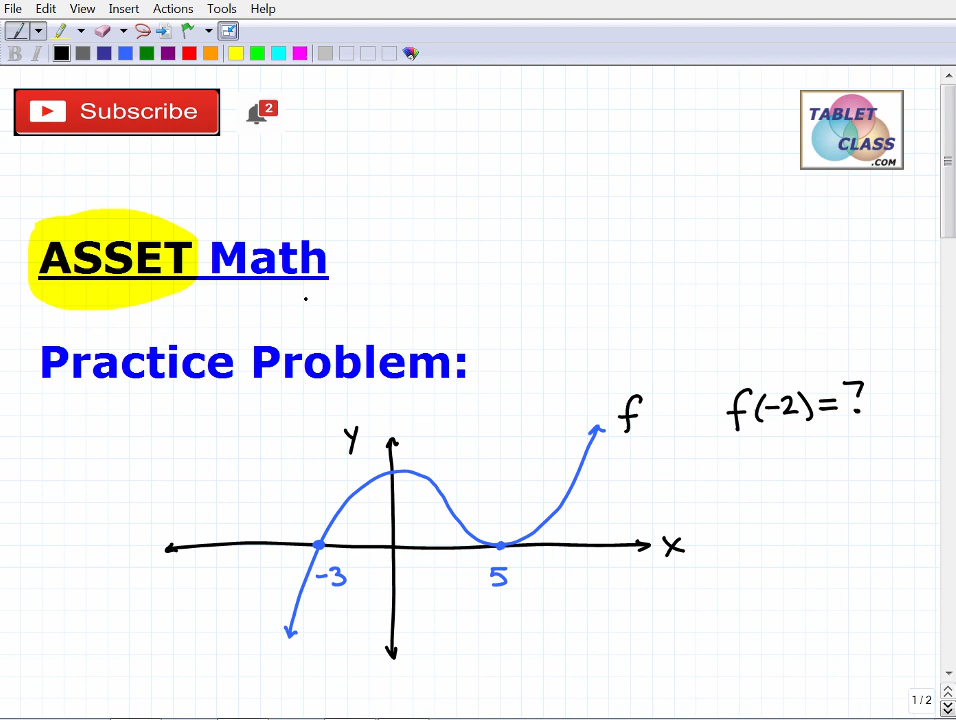 File Edit View Insert Actions Tools Help
B I
Subscribe 2
TABLET
CLASS
.COM
ASSET Math
Practice Problem:
f f(-2)=?
y
x
-3 5
1 / 2